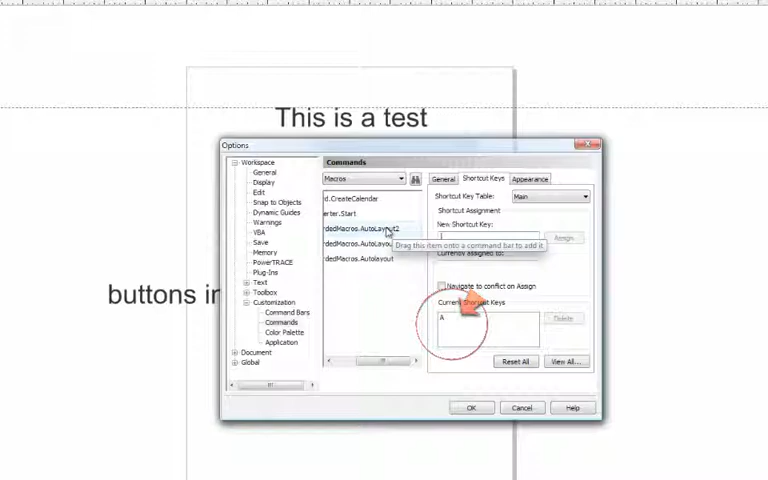 This is a test
buttons in
Options
Workspace
General
Display
Edit
Snap to Objects
Dynamic Guides
Warnings
VBA
Save
Memory
PowerTRACE
Plug-Ins
Text
Toolbox
Customization
Command Bars
Commands
Color Palette
Application
Document
Global
Commands
Macros
d.CreateCalendar
erter.Start
rdedMacros.AutoLayout2
rdedMacros.AutoLayou
rdedMacros.Autolayout
Drag this item onto a command bar to add it
General
Shortcut Keys
Appearance
Shortcut Key Table:
Main
Shortcut Assignment
New Shortcut Key:
Assign
Currently assigned to:
Navigate to conflict on Assign
Current Shortcut Keys
A
Delete
Reset All
View All...
OK
Cancel
Help